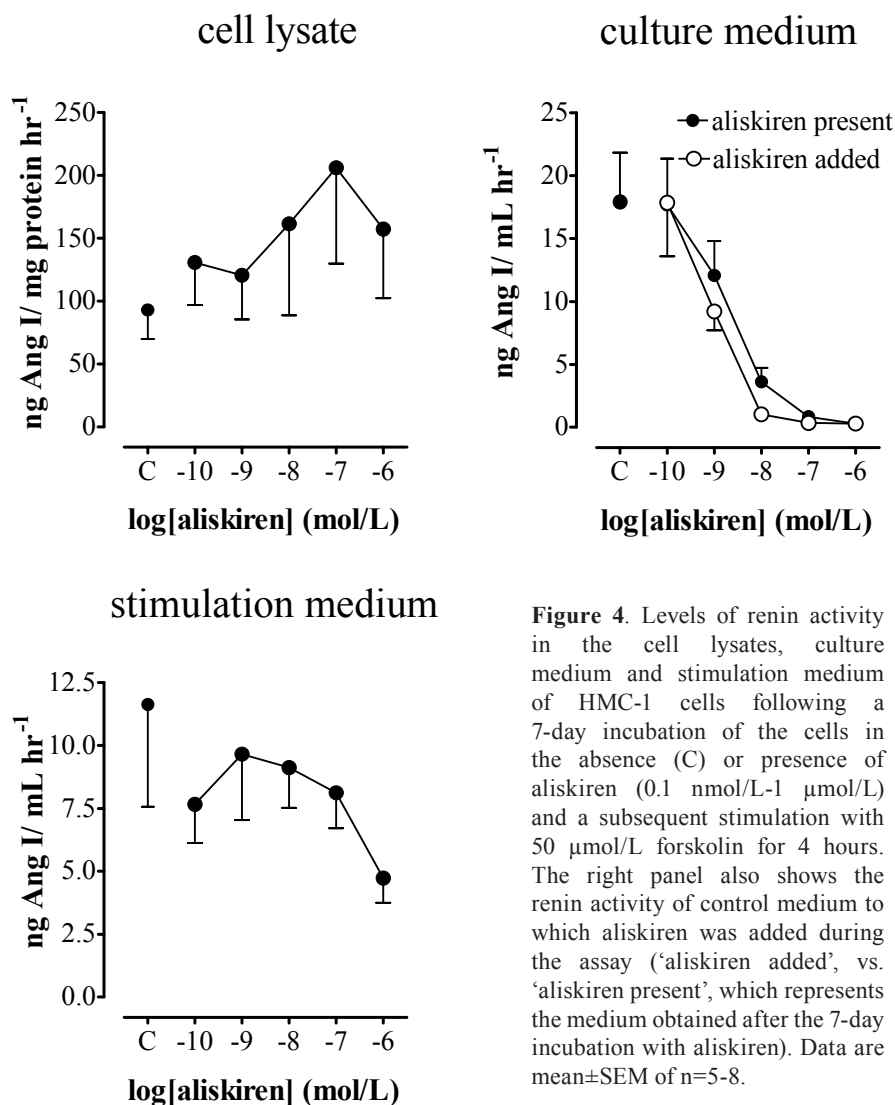 cell lysate
ng Ang I/ mg protein hr⁻¹
250
200
150
100
50
0
C -10 -9 -8 -7 -6
log[aliskiren] (mol/L)
culture medium
ng Ang I/ mL hr⁻¹
25
20
15
10
5
0
aliskiren present
aliskiren added
C -10 -9 -8 -7 -6
log[aliskiren] (mol/L)
stimulation medium
ng Ang I/ mL hr⁻¹
12.5
10.0
7.5
5.0
2.5
0.0
C -10 -9 -8 -7 -6
log[aliskiren] (mol/L)
Figure 4. Levels of renin activity
in the cell lysates, culture
medium and stimulation medium
of HMC-1 cells following a
7-day incubation of the cells in
the absence (C) or presence of
aliskiren (0.1 nmol/L-1 µmol/L)
and a subsequent stimulation with
50 µmol/L forskolin for 4 hours.
The right panel also shows the
renin activity of control medium to
which aliskiren was added during
the assay (‘aliskiren added’, vs.
‘aliskiren present’, which represents
the medium obtained after the 7-day
incubation with aliskiren). Data are
mean±SEM of n=5-8.